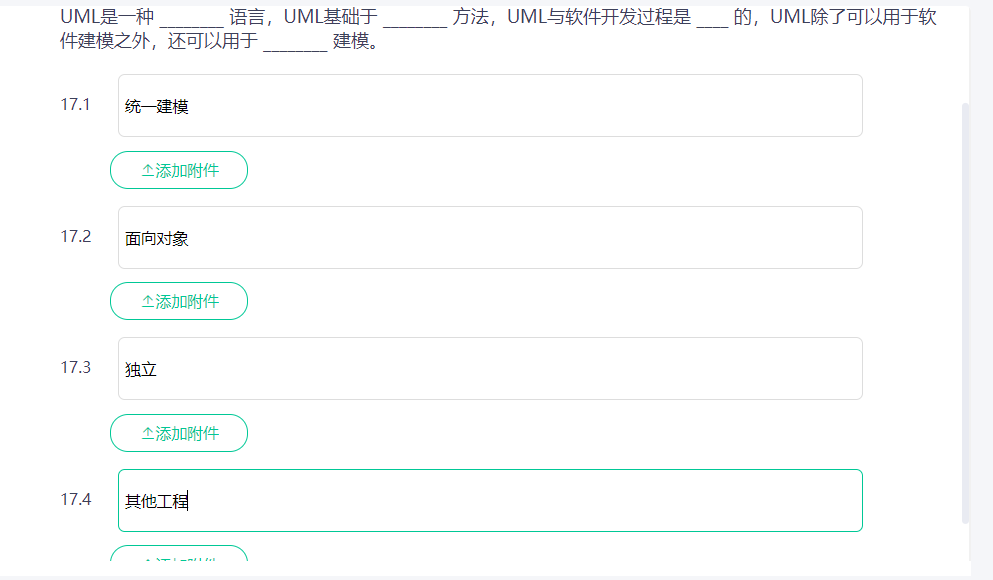 UML是一种 ________ 语言，UML基础于 ________ 方法，UML与软件开发过程是 ____ 的，UML除了可以用于软
件建模之外，还可以用于 ________ 建模。
17.1 统一建模
添加附件
17.2 面向对象
添加附件
17.3 独立
添加附件
17.4 其他工程